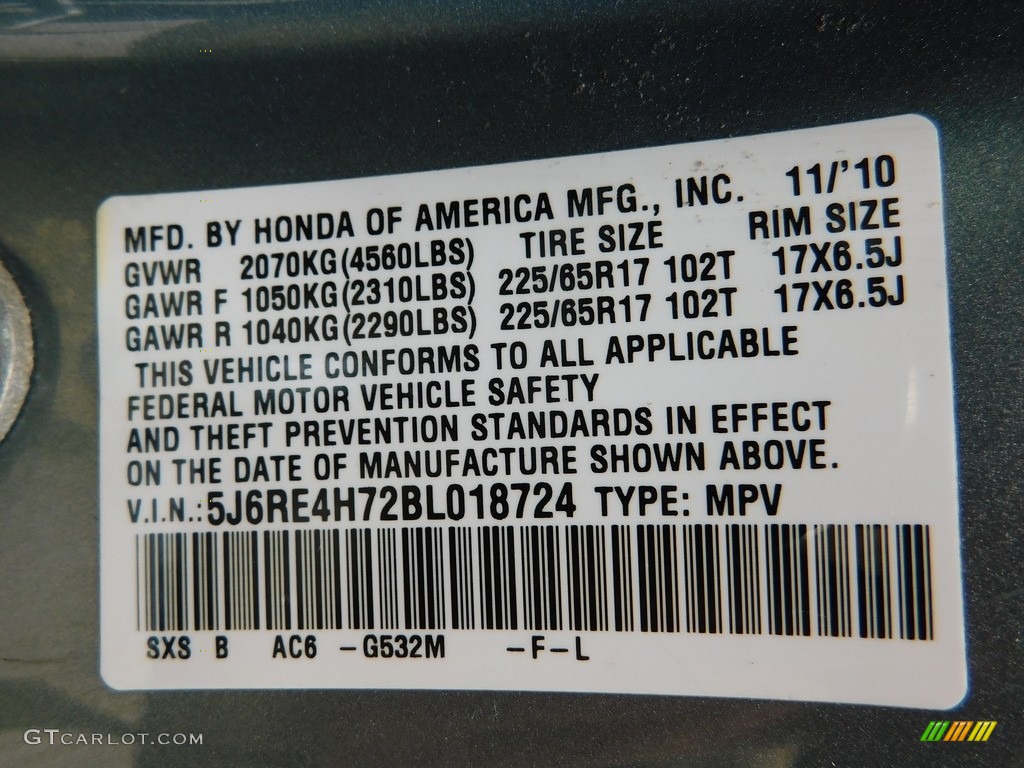 MFD. BY HONDA OF AMERICA MFG., INC. 11/'10
GVWR 2070KG(4560LBS) TIRE SIZE RIM SIZE
GAWR F 1050KG(2310LBS) 225/65R17 102T 17X6.5J
GAWR R 1040KG(2290LBS) 225/65R17 102T 17X6.5J
THIS VEHICLE CONFORMS TO ALL APPLICABLE
FEDERAL MOTOR VEHICLE SAFETY
AND THEFT PREVENTION STANDARDS IN EFFECT
ON THE DATE OF MANUFACTURE SHOWN ABOVE.
V.I.N.: 5J6RE4H72BL018724 TYPE: MPV
SXS B AC6 -G532M -F-L
GTCARLOT.COM